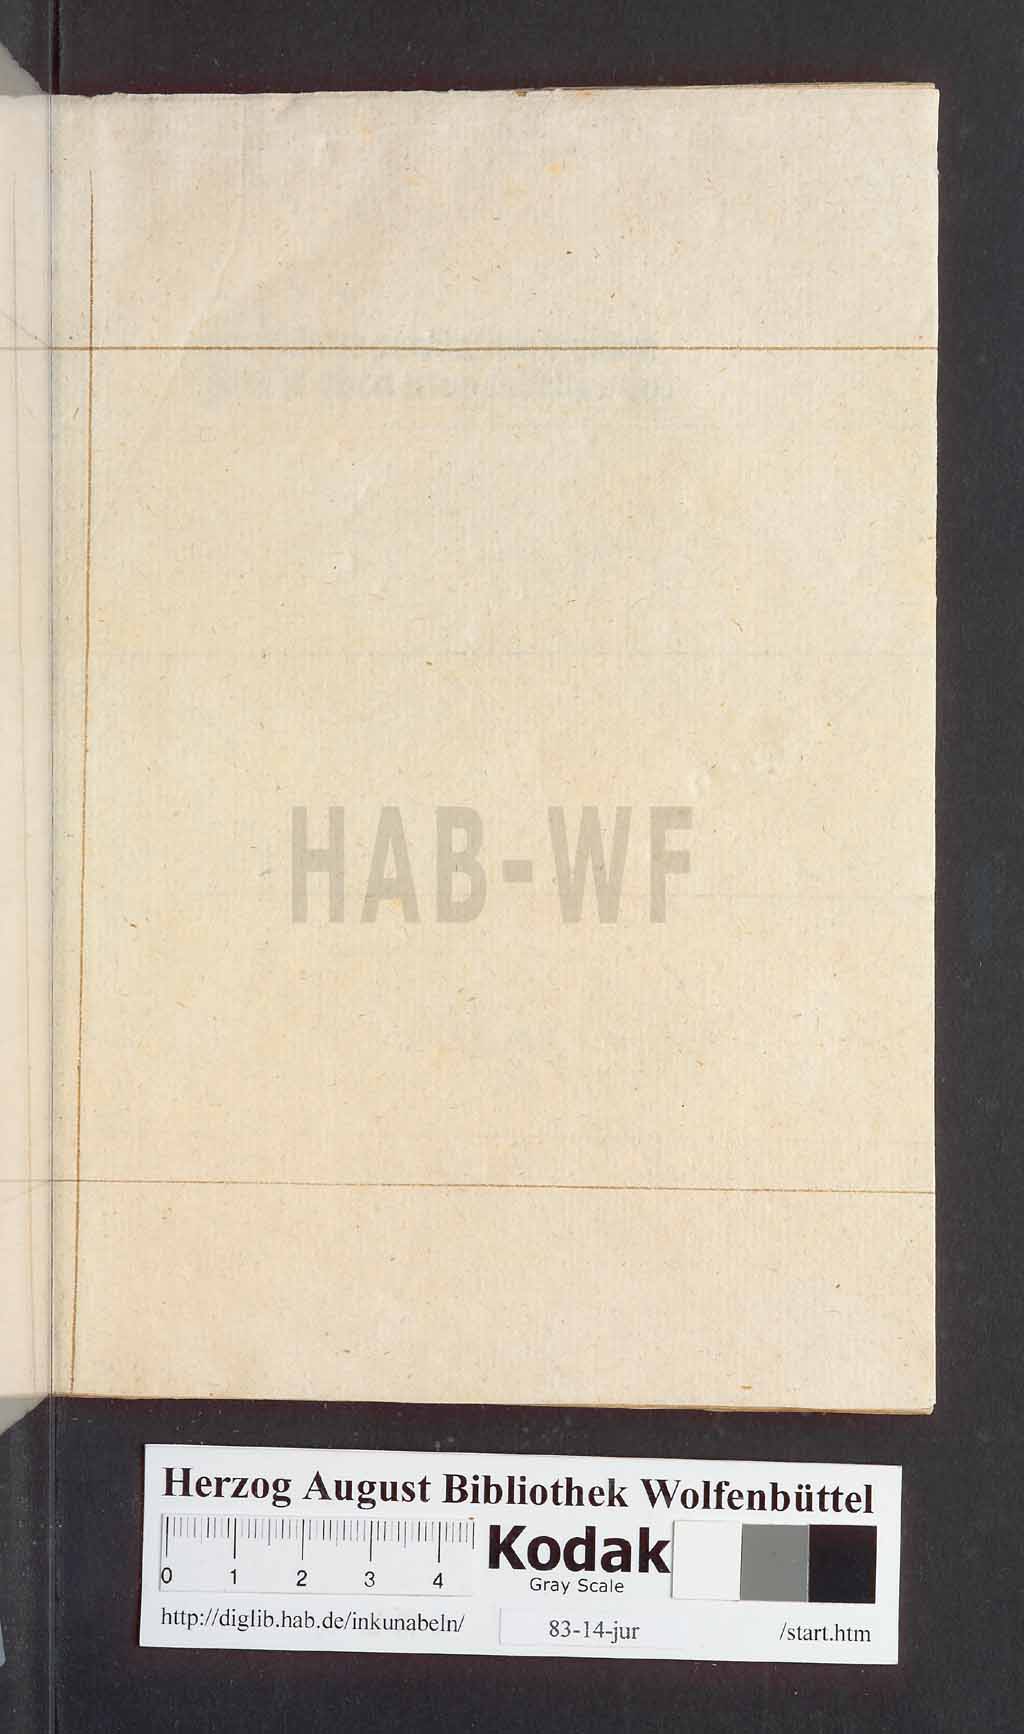 HAB-WF
Herzog August Bibliothek Wolfenbüttel
0 1 2 3 4
Kodak
Gray Scale
http://diglib.hab.de/inkunabeln/ 83-14-jur /start.htm